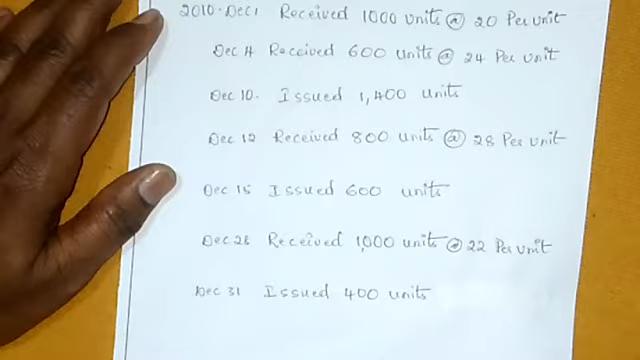 2010. Dec 1 Received 1000 units @ 20 Per unit
Dec 4 Received 600 units @ 24 Per unit
Dec 10. Issued 1,400 units
Dec 12 Received 800 units @ 28 Per unit
Dec 15 Issued 600 units
Dec 28 Received 1,000 units @ 22 Per unit
Dec 31 Issued 400 units